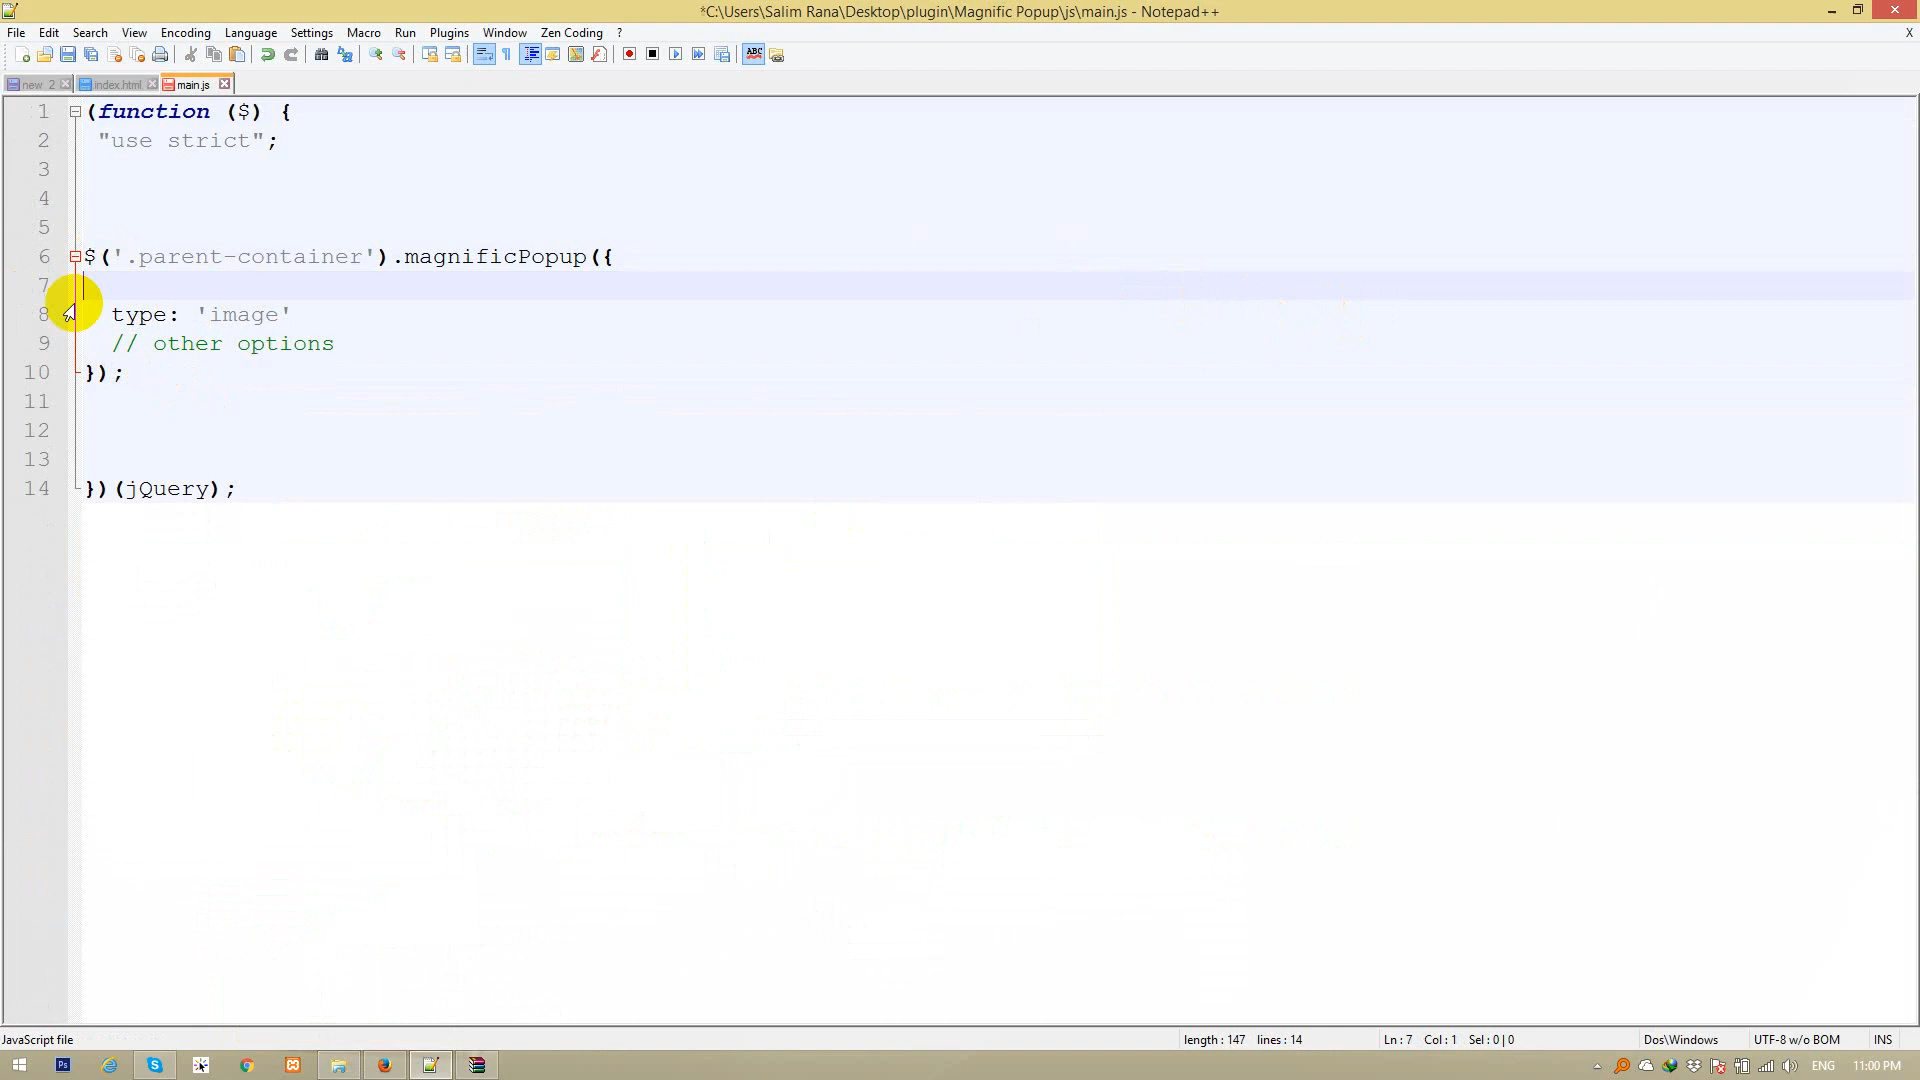 *C:\Users\Salim Rana\Desktop\plugin\Magnific Popup\js\main.js - Notepad++
File Edit Search View Encoding Language Settings Macro Run Plugins Window Zen Coding ? X
new 2 index.html main.js
1 (function ($) {
2 "use strict";
3
4
5
6 $('.parent-container').magnificPopup({
7
8 type: 'image'
9 // other options
10 });
11
12
13
14 })(jQuery);
JavaScript file length : 147 lines : 14 Ln : 7 Col : 1 Sel : 0 | 0 Dos\Windows UTF-8 w/o BOM INS
ENG 11:00 PM